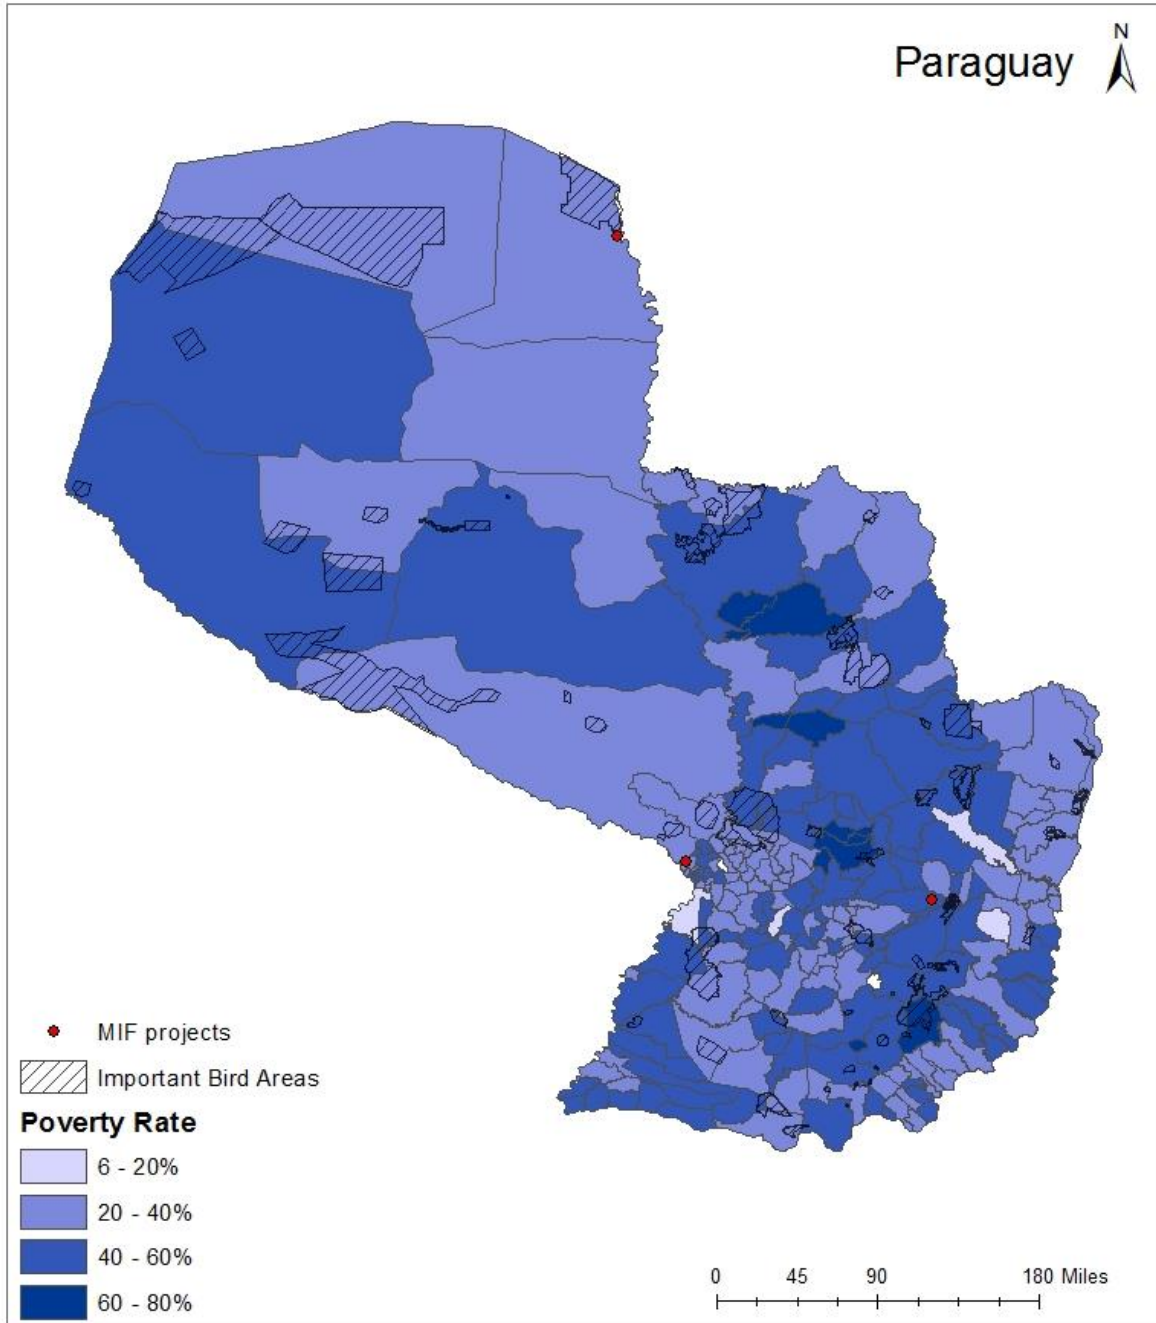 N
Paraguay
MIF projects
Important Bird Areas
Poverty Rate
6 - 20%
20 - 40%
40 - 60%
60 - 80%
0 45 90 180 Miles